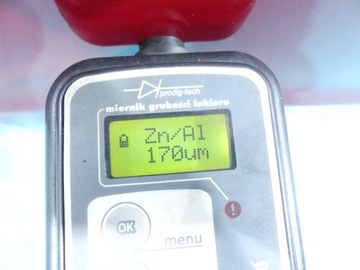 prodig-tech
miernik grubości lakieru
Zn/Al
170um
OK
menu